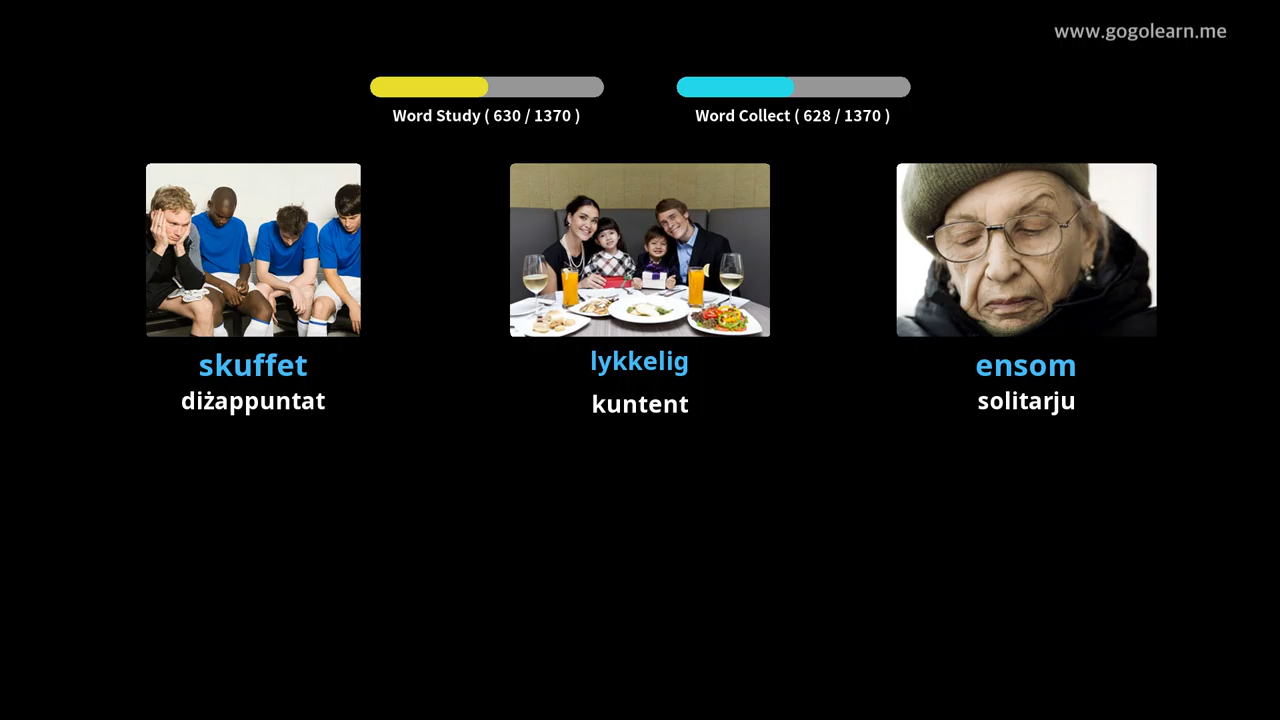 www.gogolearn.me
Word Study ( 630 / 1370 )
Word Collect ( 628 / 1370 )
skuffet
diżappuntat
lykkelig
kuntent
ensom
solitarju